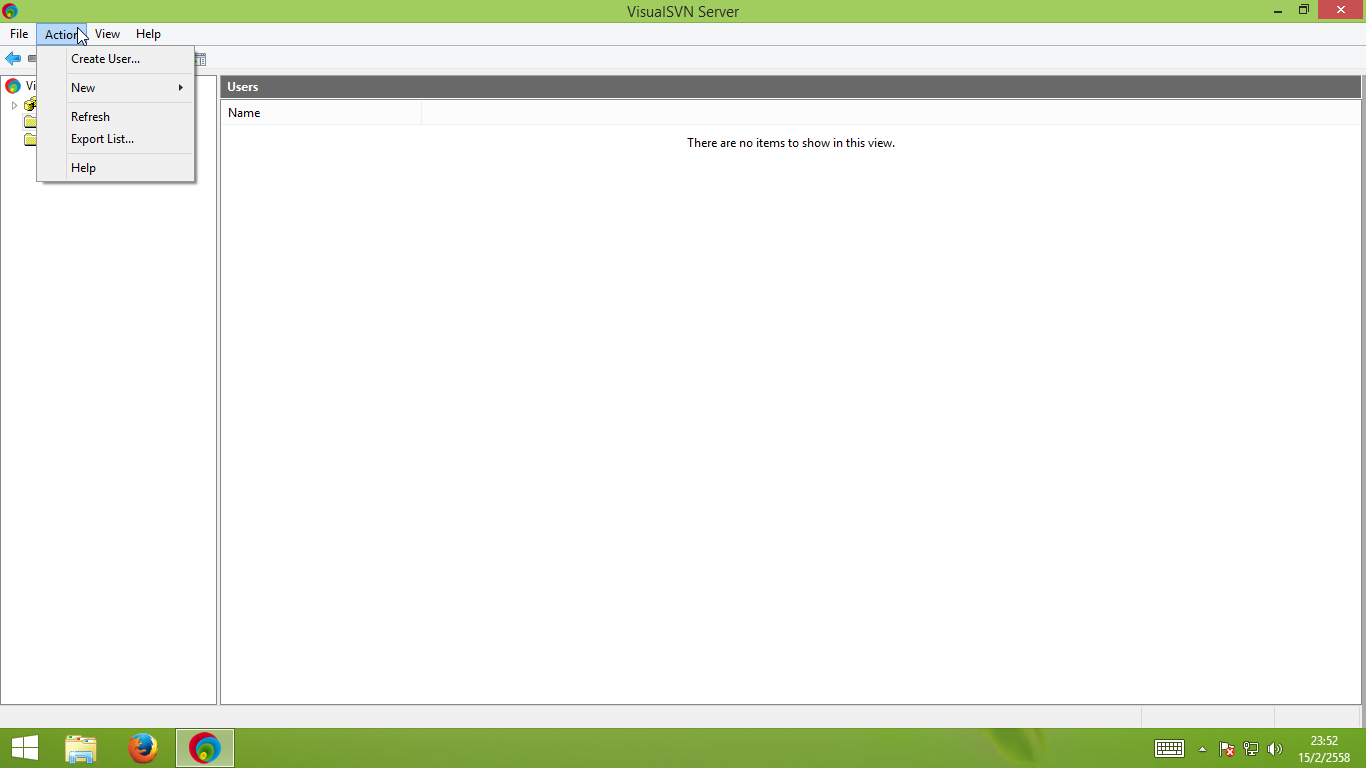 VisualSVN Server
File Action View Help
Create User...
New
Refresh
Export List...
Help
Vi
Users
Name
There are no items to show in this view.
23:52
15/2/2558